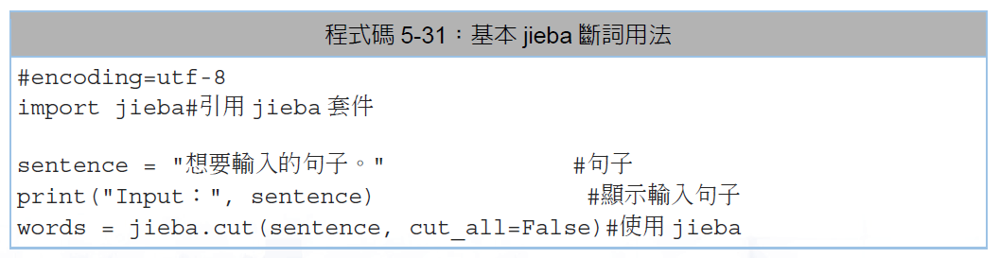 程式碼 5-31：基本 jieba 斷詞用法
#encoding=utf-8
import jieba#引用 jieba 套件
sentence = "想要輸入的句子。" #句子
print("Input：", sentence) #顯示輸入句子
words = jieba.cut(sentence, cut_all=False)#使用 jieba